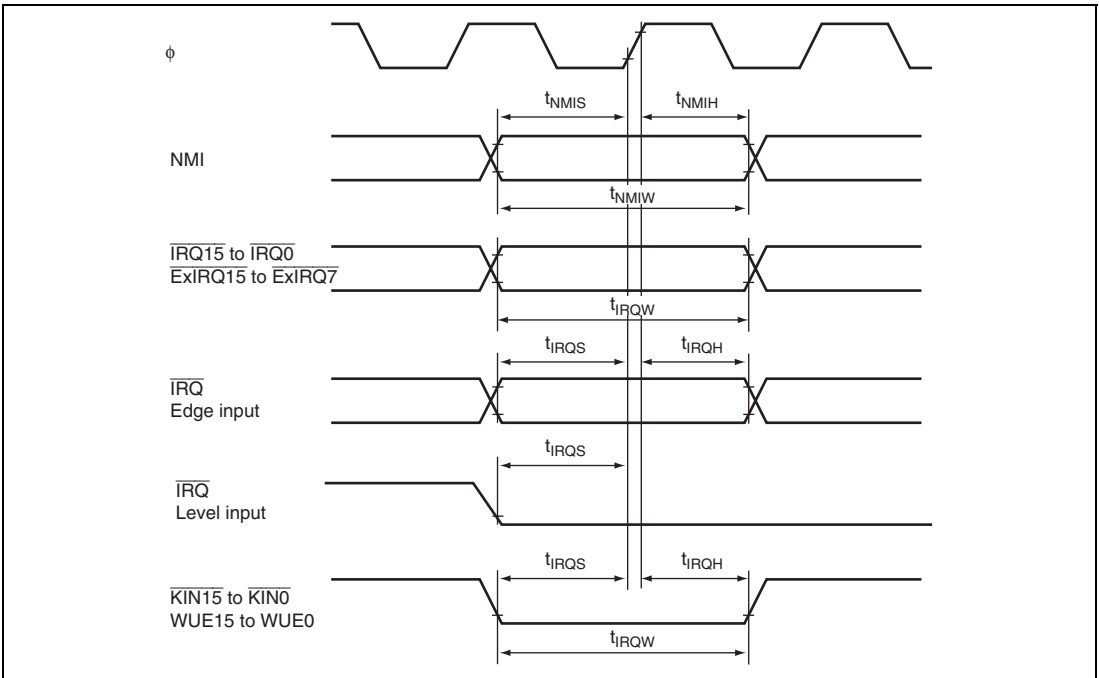 ϕ
tNMIS tNMIH
NMI
tNMIW
IRQ15 to IRQ0
ExIRQ15 to ExIRQ7
tIRQW
tIRQS tIRQH
IRQ
Edge input
tIRQS
IRQ
Level input
tIRQS tIRQH
KIN15 to KIN0
WUE15 to WUE0
tIRQW